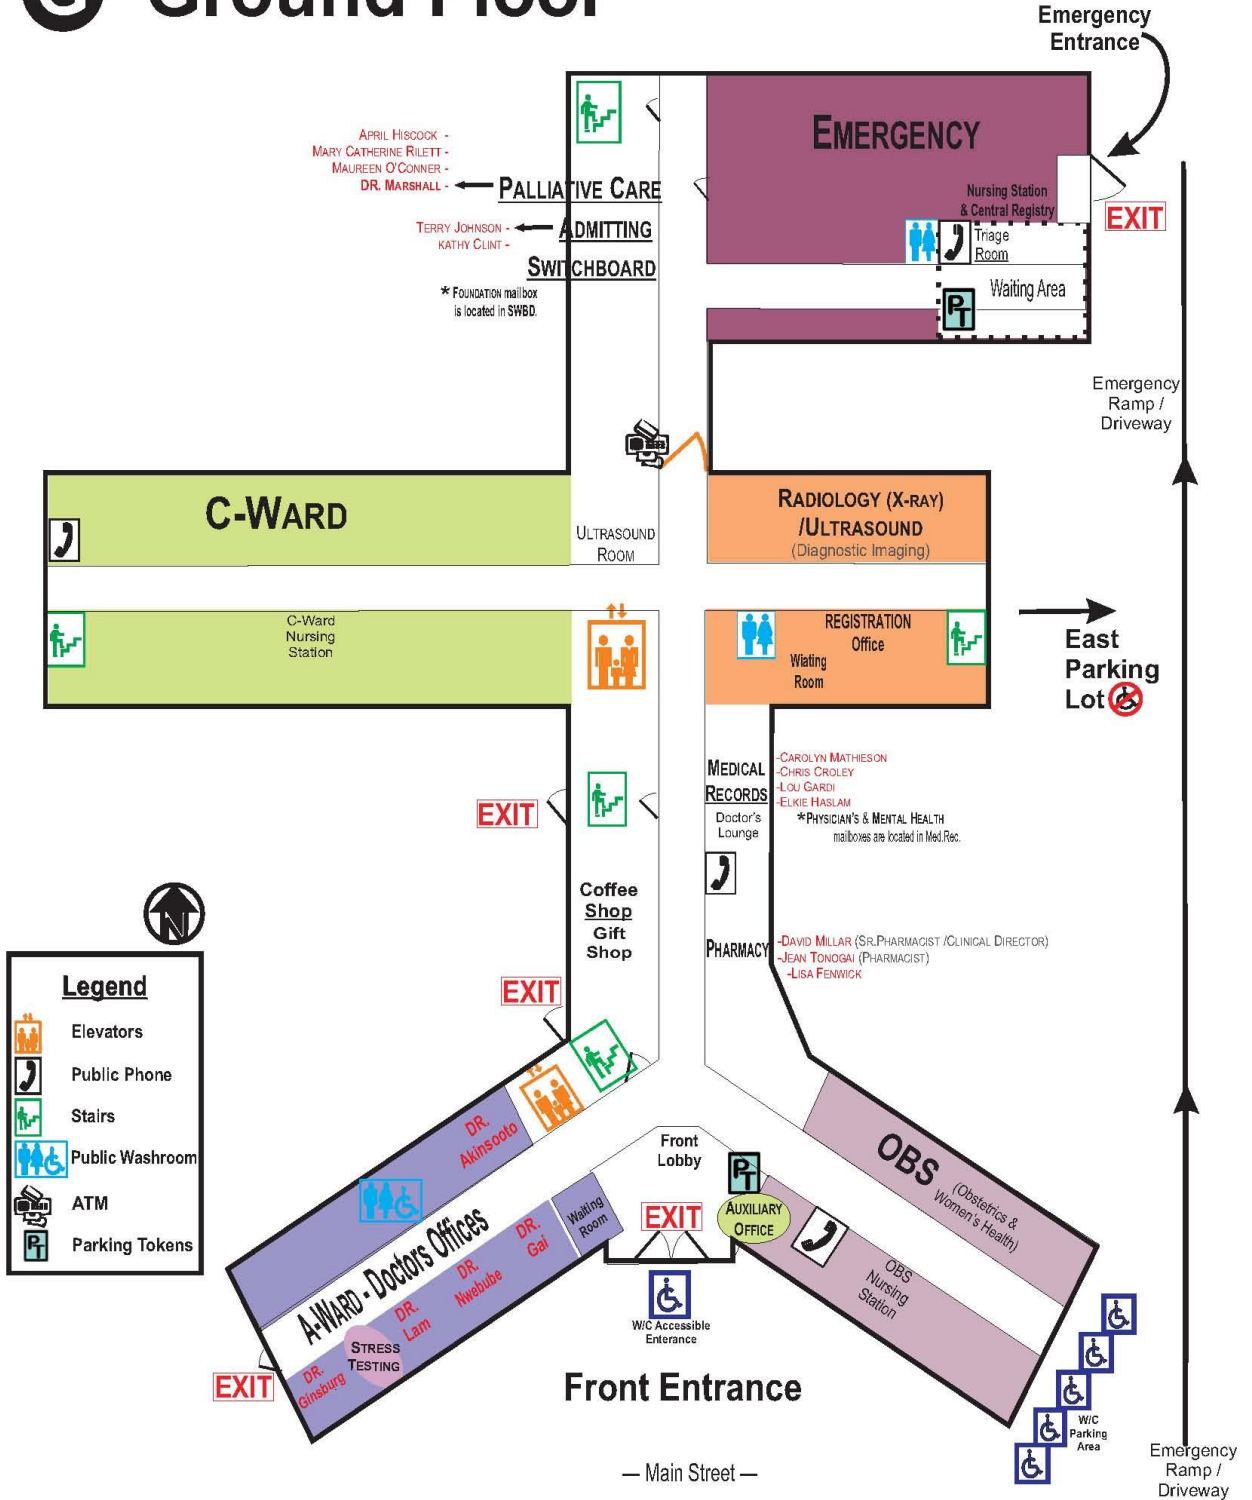 G Ground Floor
Emergency
Entrance
EMERGENCY
APRIL HISCOCK -
MARY CATHERINE RILETT -
MAUREEN O'CONNER -
DR. MARSHALL -
PALLIATIVE CARE
TERRY JOHNSON -
KATHY CLINT -
ADMITTING
SWITCHBOARD
* FOUNDATION mailbox
is located in SWBD.
Nursing Station
& Central Registry
EXIT
Triage
Room
Waiting Area
PT
Emergency
Ramp /
Driveway
C-WARD
ULTRASOUND
ROOM
RADIOLOGY (X-RAY)
/ULTRASOUND
(Diagnostic Imaging)
C-Ward
Nursing
Station
REGISTRATION
Office
Wiating
Room
East
Parking
Lot
MEDICAL
RECORDS
Doctor's
Lounge
-CAROLYN MATHIESON
-CHRIS CROLEY
-LOU GARDI
-ELKIE HASLAM
*PHYSICIAN'S & MENTAL HEALTH
mailboxes are located in Med.Rec.
EXIT
Coffee
Shop
Gift
Shop
PHARMACY
-DAVID MILLAR (SR.PHARMACIST /CLINICAL DIRECTOR)
-JEAN TONOGAI (PHARMACIST)
-LISA FENWICK
EXIT
N
Legend
Elevators
Public Phone
Stairs
Public Washroom
ATM
PT Parking Tokens
DR.
Akinsooto
Front
Lobby
PT
EXIT
AUXILIARY
OFFICE
OBS
(Obstetrics &
Women's Health)
OBS
Nursing
Station
Waiting
Room
A-WARD - Doctors Offices
DR.
Gai
DR.
Nwebube
DR.
Lam
STRESS
TESTING
DR.
Ginsburg
EXIT
W/C Accessible
Enterance
Front Entrance
W/C
Parking
Area
— Main Street —
Emergency
Ramp /
Driveway